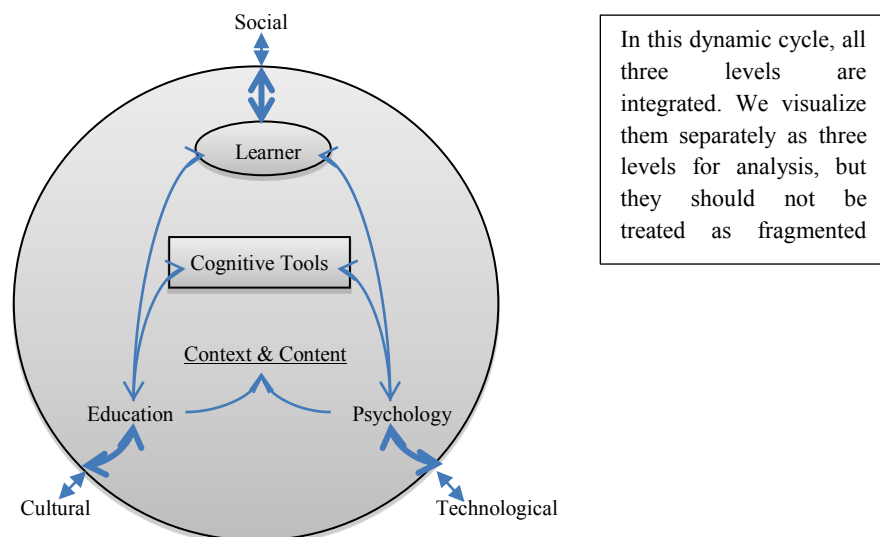 Social
Learner
Cognitive Tools
Context & Content
Education
Psychology
Cultural
Technological
In this dynamic cycle, all
three levels are
integrated. We visualize
them separately as three
levels for analysis, but
they should not be
treated as fragmented